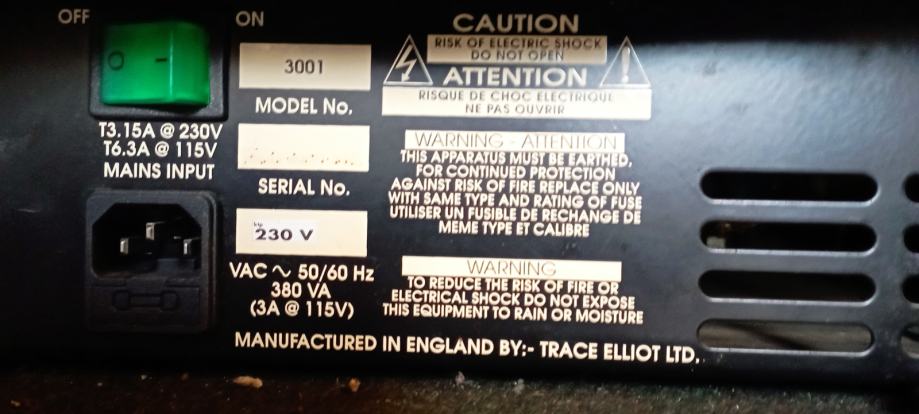 OFF
ON
O I
T3.15A @ 230V
T6.3A @ 115V
MAINS INPUT
3001
MODEL No.
SERIAL No.
230 V
VAC ~ 50/60 Hz
380 VA
(3A @ 115V)
CAUTION
RISK OF ELECTRIC SHOCK
DO NOT OPEN
ATTENTION
RISQUE DE CHOC ELECTRIQUE
NE PAS OUVRIR
WARNING - ATTENTION
THIS APPARATUS MUST BE EARTHED,
FOR CONTINUED PROTECTION
AGAINST RISK OF FIRE REPLACE ONLY
WITH SAME TYPE AND RATING OF FUSE
UTILISER UN FUSIBLE DE RECHANGE DE
MEME TYPE ET CALIBRE
WARNING
TO REDUCE THE RISK OF FIRE OR
ELECTRICAL SHOCK DO NOT EXPOSE
THIS EQUIPMENT TO RAIN OR MOISTURE
MANUFACTURED IN ENGLAND BY:- TRACE ELLIOT LTD.